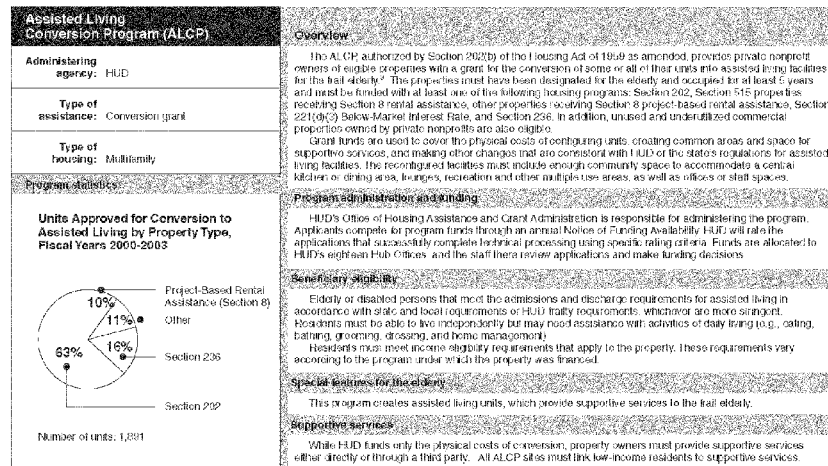 Assisted Living
Conversion Program (ALCP)
Administering
agency: HUD
Type of
assistance: Conversion grant
Type of
housing: Multifamily
Program statistics
Units Approved for Conversion to
Assisted Living by Property Type,
Fiscal Years 2000-2003
Project-Based Rental
Assistance (Section 8)
10%
11%
Other
16%
63%
Section 236
Section 202
Number of units: 1,891
Overview
The ALCP, authorized by Section 202(b) of the Housing Act of 1959 as amended, provides private nonprofit
owners of eligible properties with a grant for the conversion of some or all of their units into assisted living facilities
for the frail elderly. The properties must have been designated for the elderly and occupied for at least 5 years
and must be funded with at least one of the following housing programs: Section 202, Section 515 properties
receiving Section 8 rental assistance, other properties receiving Section 8 project-based rental assistance, Section
221(d)(3) Below-Market Interest Rate, and Section 236. In addition, unused and underutilized commercial
properties owned by private nonprofits are also eligible.
Grant funds are used to cover the physical costs of configuring units, creating common areas and space for
supportive services, and making other changes that are consistent with HUD or the state's regulations for assisted
living facilities. The reconfigured facilities must include enough community space to accommodate a central
kitchen or dining area, lounges, recreation and other multiple use areas, as well as offices or staff spaces.
Program administration and funding
HUD's Office of Housing Assistance and Grant Administration is responsible for administering the program.
Applicants compete for program funds through an annual Notice of Funding Availability. HUD will rate the
applications that successfully complete technical processing using specific rating criteria. Funds are allocated to
HUD's eighteen Hub Offices, and the staff there review applications and make funding decisions.
Beneficiary eligibility
Elderly or disabled persons that meet the admissions and discharge requirements for assisted living in
accordance with state and local requirements or HUD frailty requirements, whichever are more stringent.
Residents must be able to live independently but may need assistance with activities of daily living (e.g., eating,
bathing, grooming, dressing, and home management).
Residents must meet income eligibility requirements that apply to the property. These requirements vary
according to the program under which the property was financed.
Special features for the elderly
This program creates assisted living units, which provide supportive services to the frail elderly.
Supportive services
While HUD funds only the physical costs of conversion, property owners must provide supportive services
either directly or through a third party. All ALCP sites must link low-income residents to supportive services.